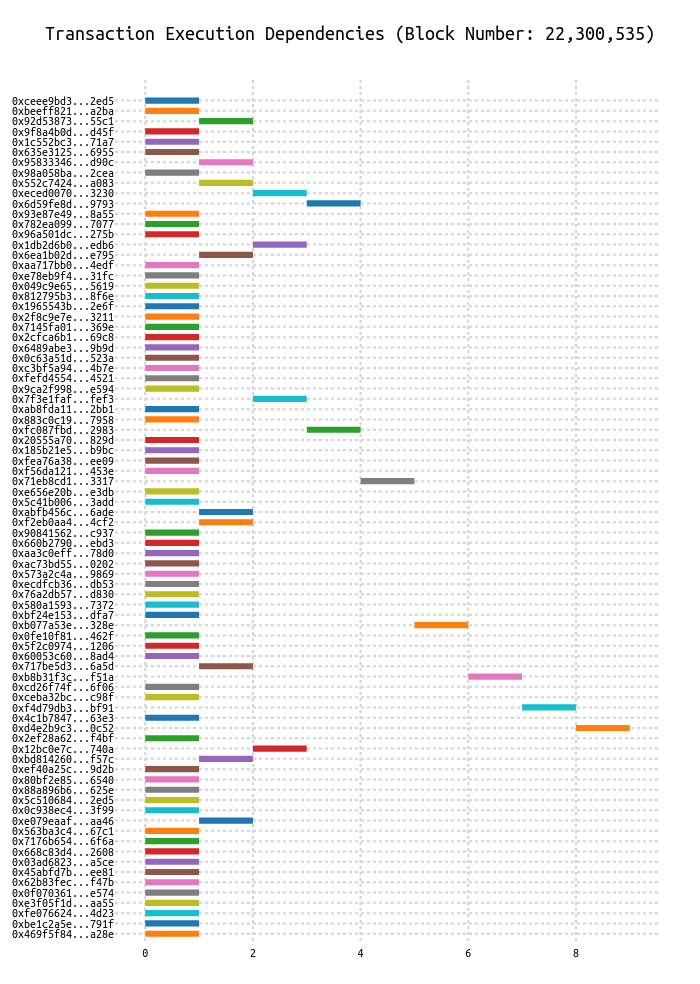 Transaction Execution Dependencies (Block Number: 22,300,535)
0xceee9bd3...2ed5
0xbeeff821...a2ba
0x92d53873...55c1
0x9f8a4b0d...d45f
0x1c552bc3...71a7
0x635e3125...6955
0x95833346...d90c
0x98a058ba...2cea
0x552c7424...a083
0xeced0070...3230
0x6d59fe8d...9793
0x93e87e49...8a55
0x782ea099...7077
0x96a501dc...275b
0x1db2d6b0...edb6
0x6ea1b02d...e795
0xaa717bb0...4edf
0xe78eb9f4...31fc
0x049c9e65...5619
0x812795b3...8f6e
0x1965543b...2e6f
0x2f8c9e7e...3211
0x7145fa01...369e
0x2cfca6b1...69c8
0x6489abe3...9b9d
0x0c63a51d...523a
0xc3bf5a94...4b7e
0xfefd4554...4521
0x9ca2f998...e594
0x7f3e1faf...fef3
0xab8fda11...2bb1
0x883c0c19...7958
0xfc087fbd...2983
0x20555a70...829d
0x185b21e5...b9bc
0xfea76a38...ee09
0xf56da121...453e
0x71eb8cd1...3317
0xe656e20b...e3db
0x5c41b006...3add
0xabfb456c...6ade
0xf2eb0aa4...4cf2
0x90841562...c937
0x660b2790...ebd3
0xaa3c0eff...78d0
0xac73bd55...0202
0x573a2c4a...9869
0xecdfcb36...db53
0x76a2db57...d830
0x580a1593...7372
0xbf24e153...dfa7
0xb077a53e...328e
0x0fe10f81...462f
0x5f2c0974...1206
0x60053c60...8ad4
0x717be5d3...6a5d
0xb8b31f3c...f51a
0xcd26f74f...6f06
0xceba32bc...c98f
0xf4d79db3...bf91
0x4c1b7847...63e3
0xd4e2b9c3...0c52
0x2ef28a62...f4bf
0x12bc0e7c...740a
0xbd814260...f57c
0xef40a25c...9d2b
0x80bf2e85...6540
0x88a896b6...625e
0x5c510684...2ed5
0x0c938ec4...3f99
0xe079eaaf...aa46
0x563ba3c4...67c1
0x7176b654...6f6a
0x668c83d4...2608
0x03ad6823...a5ce
0x45abfd7b...ee81
0x62b83fec...f47b
0x0f070361...e574
0xe3f05f1d...aa55
0xfe076624...4d23
0xbe1c2a5e...791f
0x469f5f84...a28e
0 2 4 6 8